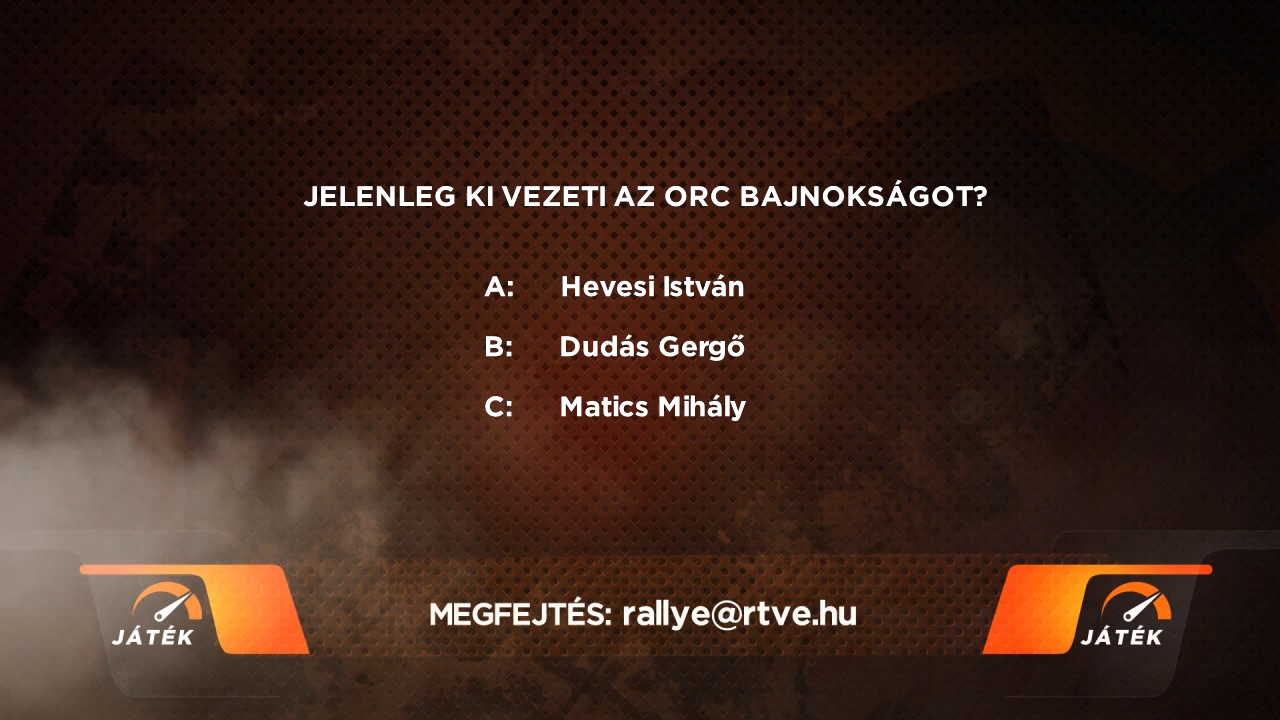 JELENLEG KI VEZETI AZ ORC BAJNOKSÁGOT?
A: Hevesi István
B: Dudás Gergő
C: Matics Mihály
JÁTÉK
MEGFEJTÉS: rallye@rtve.hu
JÁTÉK